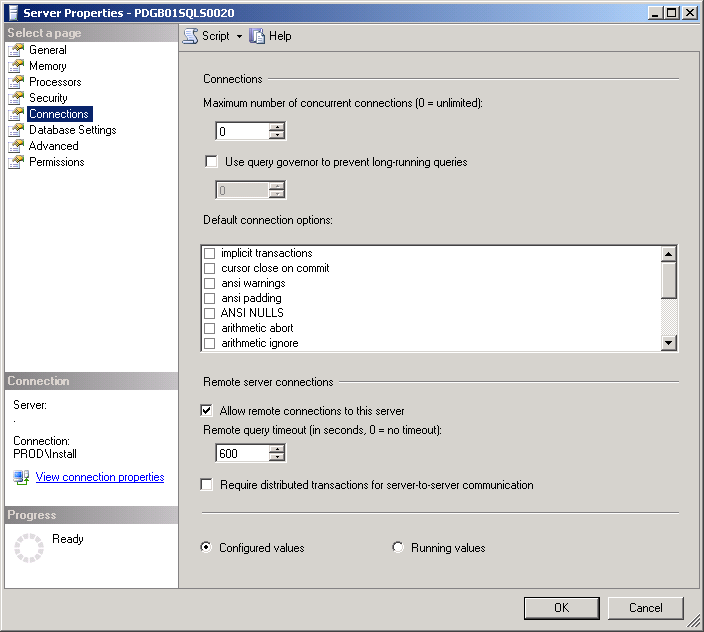 Server Properties - PDGB01SQLS0020
Select a page
General
Memory
Processors
Security
Connections
Database Settings
Advanced
Permissions
Connection
Server:
.
Connection:
PROD\Install
View connection properties
Progress
Ready
Script
Help
Connections
Maximum number of concurrent connections (0 = unlimited):
0
Use query governor to prevent long-running queries
0
Default connection options:
implicit transactions
cursor close on commit
ansi warnings
ansi padding
ANSI NULLS
arithmetic abort
arithmetic ignore
Remote server connections
Allow remote connections to this server
Remote query timeout (in seconds, 0 = no timeout):
600
Require distributed transactions for server-to-server communication
Configured values
Running values
OK
Cancel